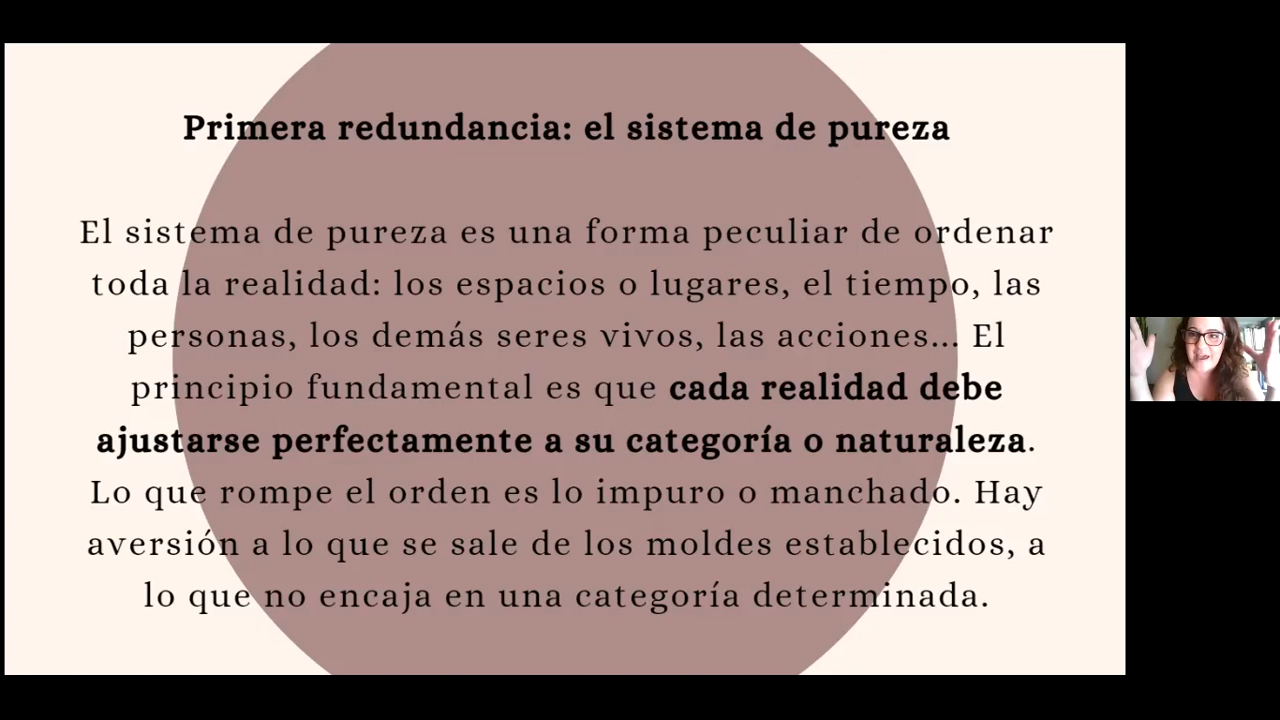 Primera redundancia: el sistema de pureza
El sistema de pureza es una forma peculiar de ordenar
toda la realidad: los espacios o lugares, el tiempo, las
personas, los demás seres vivos, las acciones... El
principio fundamental es que cada realidad debe
ajustarse perfectamente a su categoría o naturaleza.
Lo que rompe el orden es lo impuro o manchado. Hay
aversión a lo que se sale de los moldes establecidos, a
lo que no encaja en una categoría determinada.